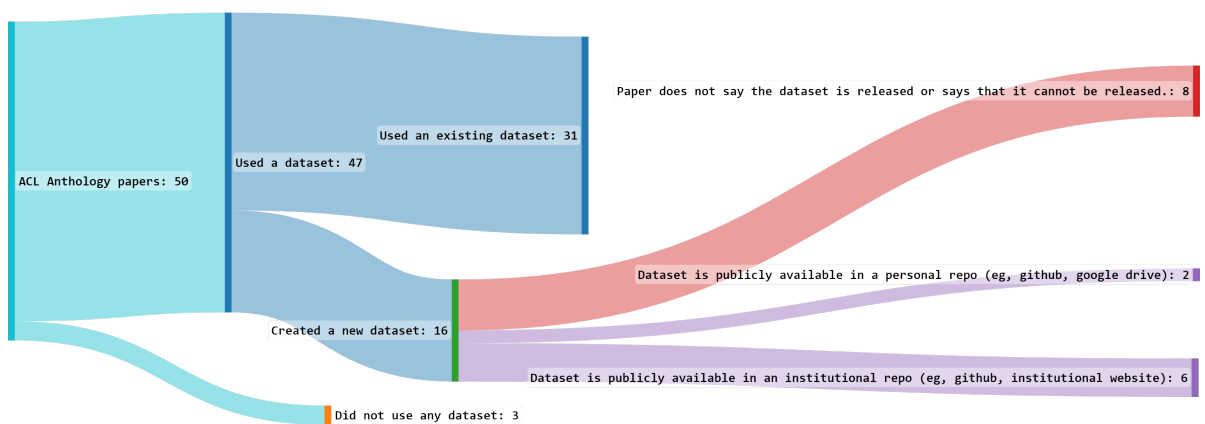 Paper does not say the dataset is released or says that it cannot be released.: 8
Used an existing dataset: 31
Used a dataset: 47
ACL Anthology papers: 50
Dataset is publicly available in a personal repo (eg, github, google drive): 2
Created a new dataset: 16
Dataset is publicly available in an institutional repo (eg, github, institutional website): 6
Did not use any dataset: 3